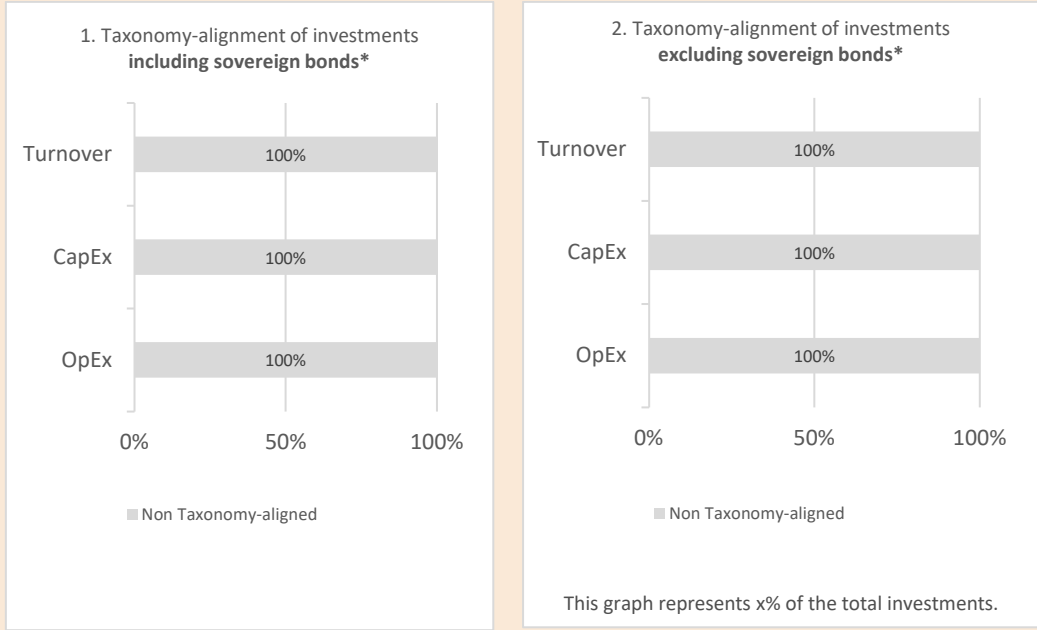 1. Taxonomy-alignment of investments
including sovereign bonds*
Turnover
100%
CapEx
100%
OpEx
100%
0%
50%
100%
Non Taxonomy-aligned
2. Taxonomy-alignment of investments
excluding sovereign bonds*
Turnover
100%
CapEx
100%
OpEx
100%
0%
50%
100%
Non Taxonomy-aligned
This graph represents x% of the total investments.